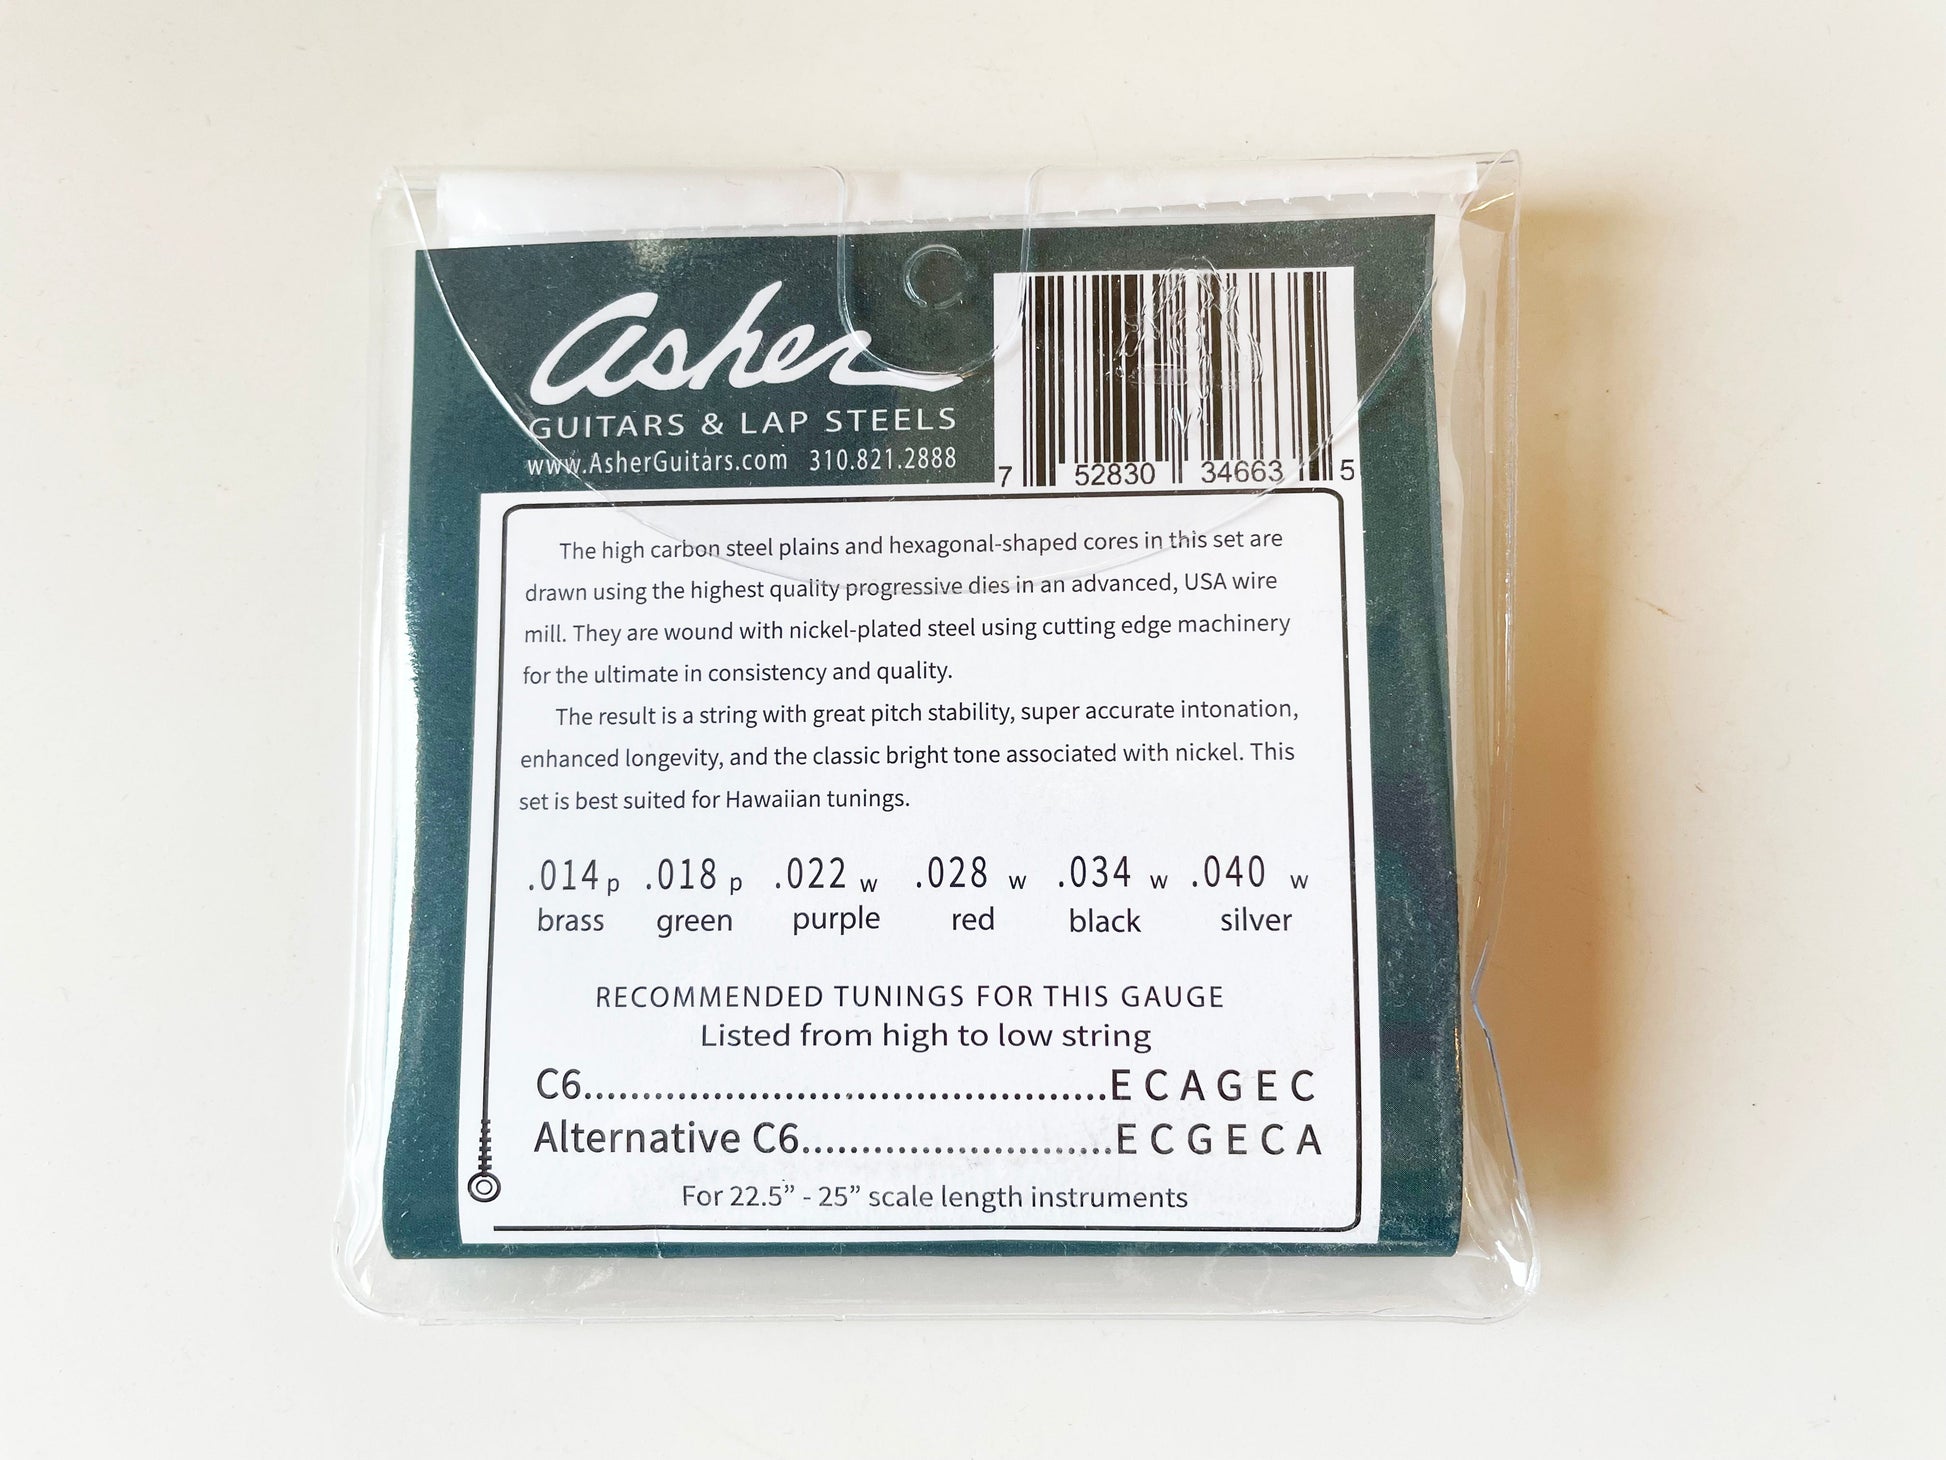 asher
GUITARS & LAP STEELS
www.AsherGuitars.com 310.821.2888
7 52830 34663 5
The high carbon steel plains and hexagonal-shaped cores in this set are
drawn using the highest quality progressive dies in an advanced, USA wire
mill. They are wound with nickel-plated steel using cutting edge machinery
for the ultimate in consistency and quality.
The result is a string with great pitch stability, super accurate intonation,
enhanced longevity, and the classic bright tone associated with nickel. This
set is best suited for Hawaiian tunings.
.014 p .018 p .022 w .028 w .034 w .040 w
brass green purple red black silver
RECOMMENDED TUNINGS FOR THIS GAUGE
Listed from high to low string
C6............................................E C A G E C
Alternative C6..........................E C G E C A
For 22.5” - 25” scale length instruments